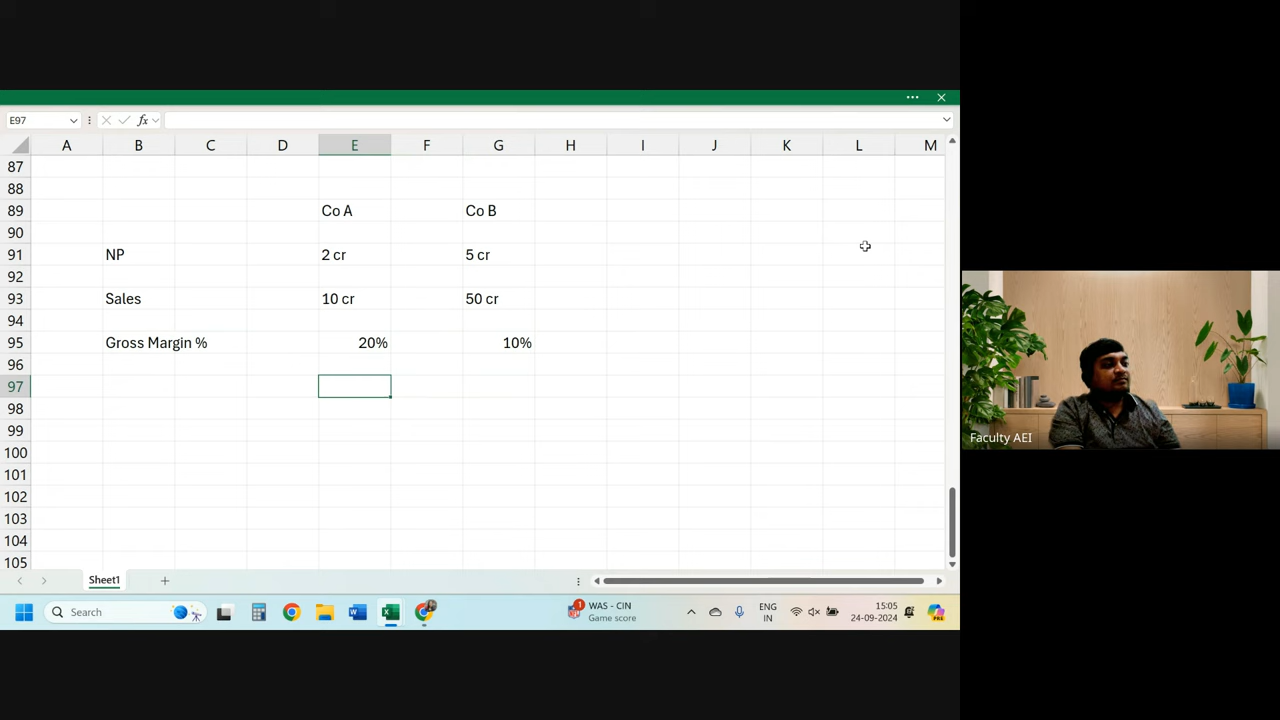 E97
fx
A B C D E F G H I J K L M
87
88
89 Co A Co B
90
91 NP 2 cr 5 cr
92
93 Sales 10 cr 50 cr
94
95 Gross Margin % 20% 10%
96
97
98
99
100
101
102
103
104
105
Faculty AEI
Sheet1
Search
1
WAS - CIN
Game score
ENG
IN
15:05
24-09-2024